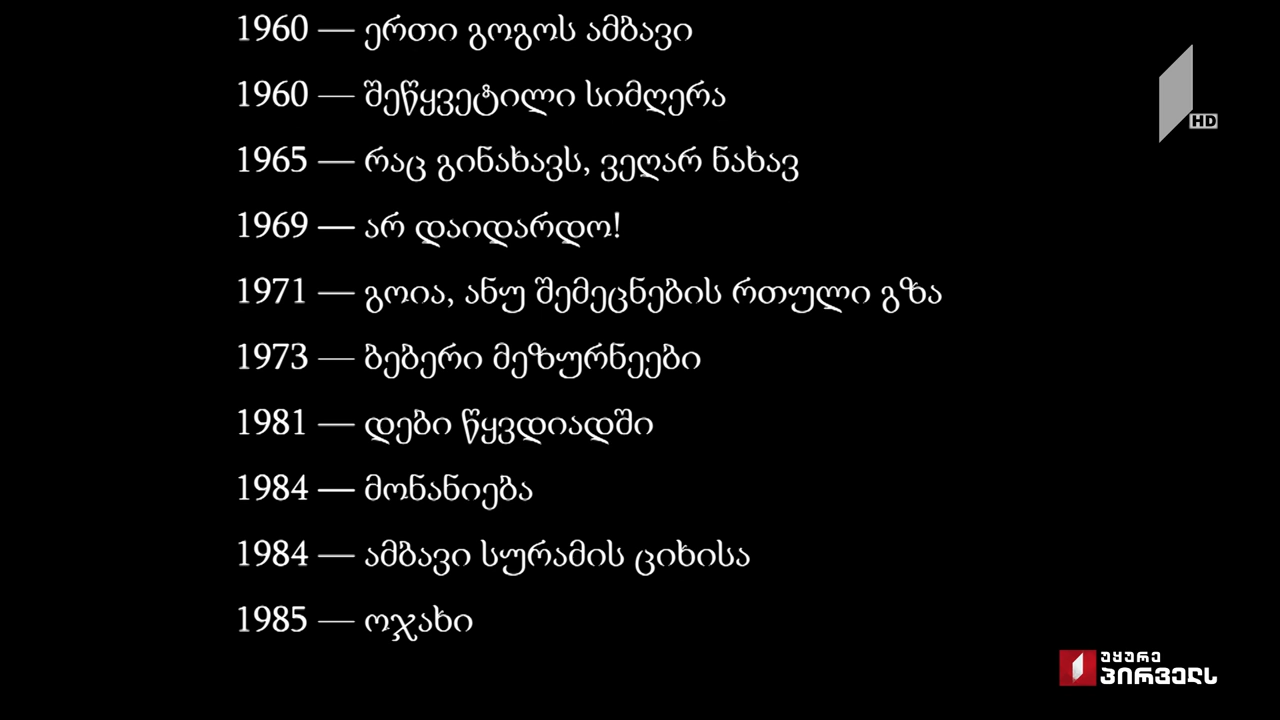 1960 — ერთი გოგოს ამბავი
1960 — შეწყვეტილი სიმღერა
1965 — რაც გინახავს, ვეღარ ნახავ
1969 — არ დაიდარდო!
1971 — გოია, ანუ შემეცნების რთული გზა
1973 — ბებერი მეზურნეები
1981 — დები წყვდიადში
1984 — მონანიება
1984 — ამბავი სურამის ციხისა
1985 — ოჯახი
HD
უყურე
პირველს